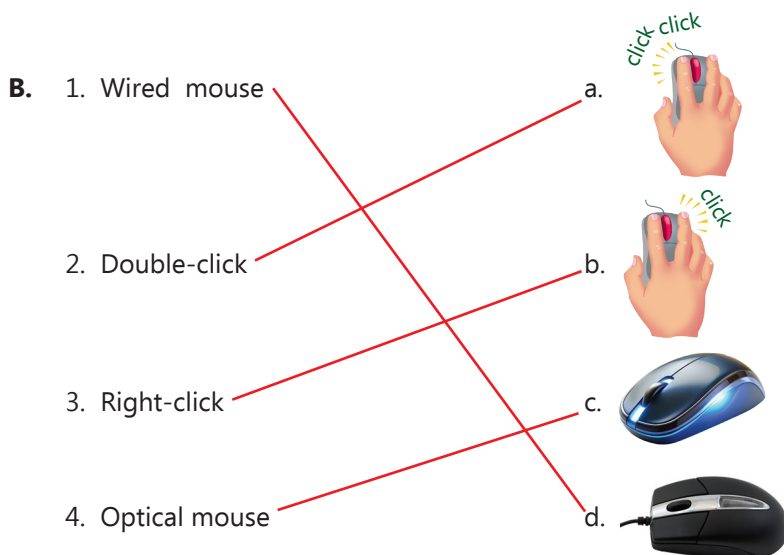 click click
B. 1. Wired mouse a.
click
2. Double-click b.
3. Right-click c.
4. Optical mouse d.